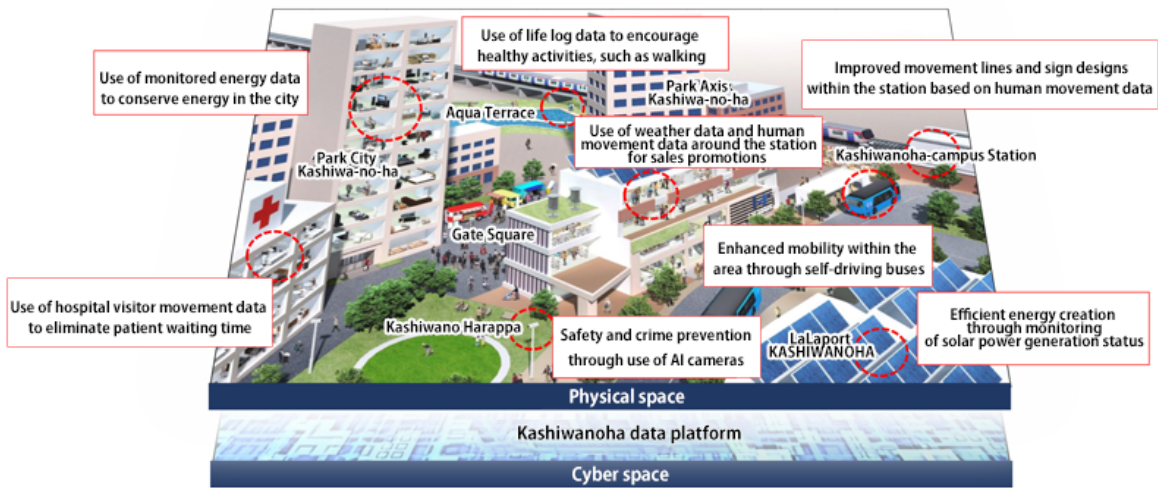 Use of life log data to encourage
healthy activities, such as walking
Use of monitored energy data
to conserve energy in the city
Improved movement lines and sign designs
within the station based on human movement data
Park Axis
Kashiwa-no-ha
Aqua Terrace
Use of weather data and human
movement data around the station
for sales promotions
Kashiwanoha-campus Station
Park City
Kashiwa-no-ha
Gate Square
Enhanced mobility within the
area through self-driving buses
Use of hospital visitor movement data
to eliminate patient waiting time
Kashiwano Harappa
Safety and crime prevention
through use of AI cameras
LaLaport
KASHIWANOHA
Efficient energy creation
through monitoring
of solar power generation status
Physical space
Kashiwanoha data platform
Cyber space